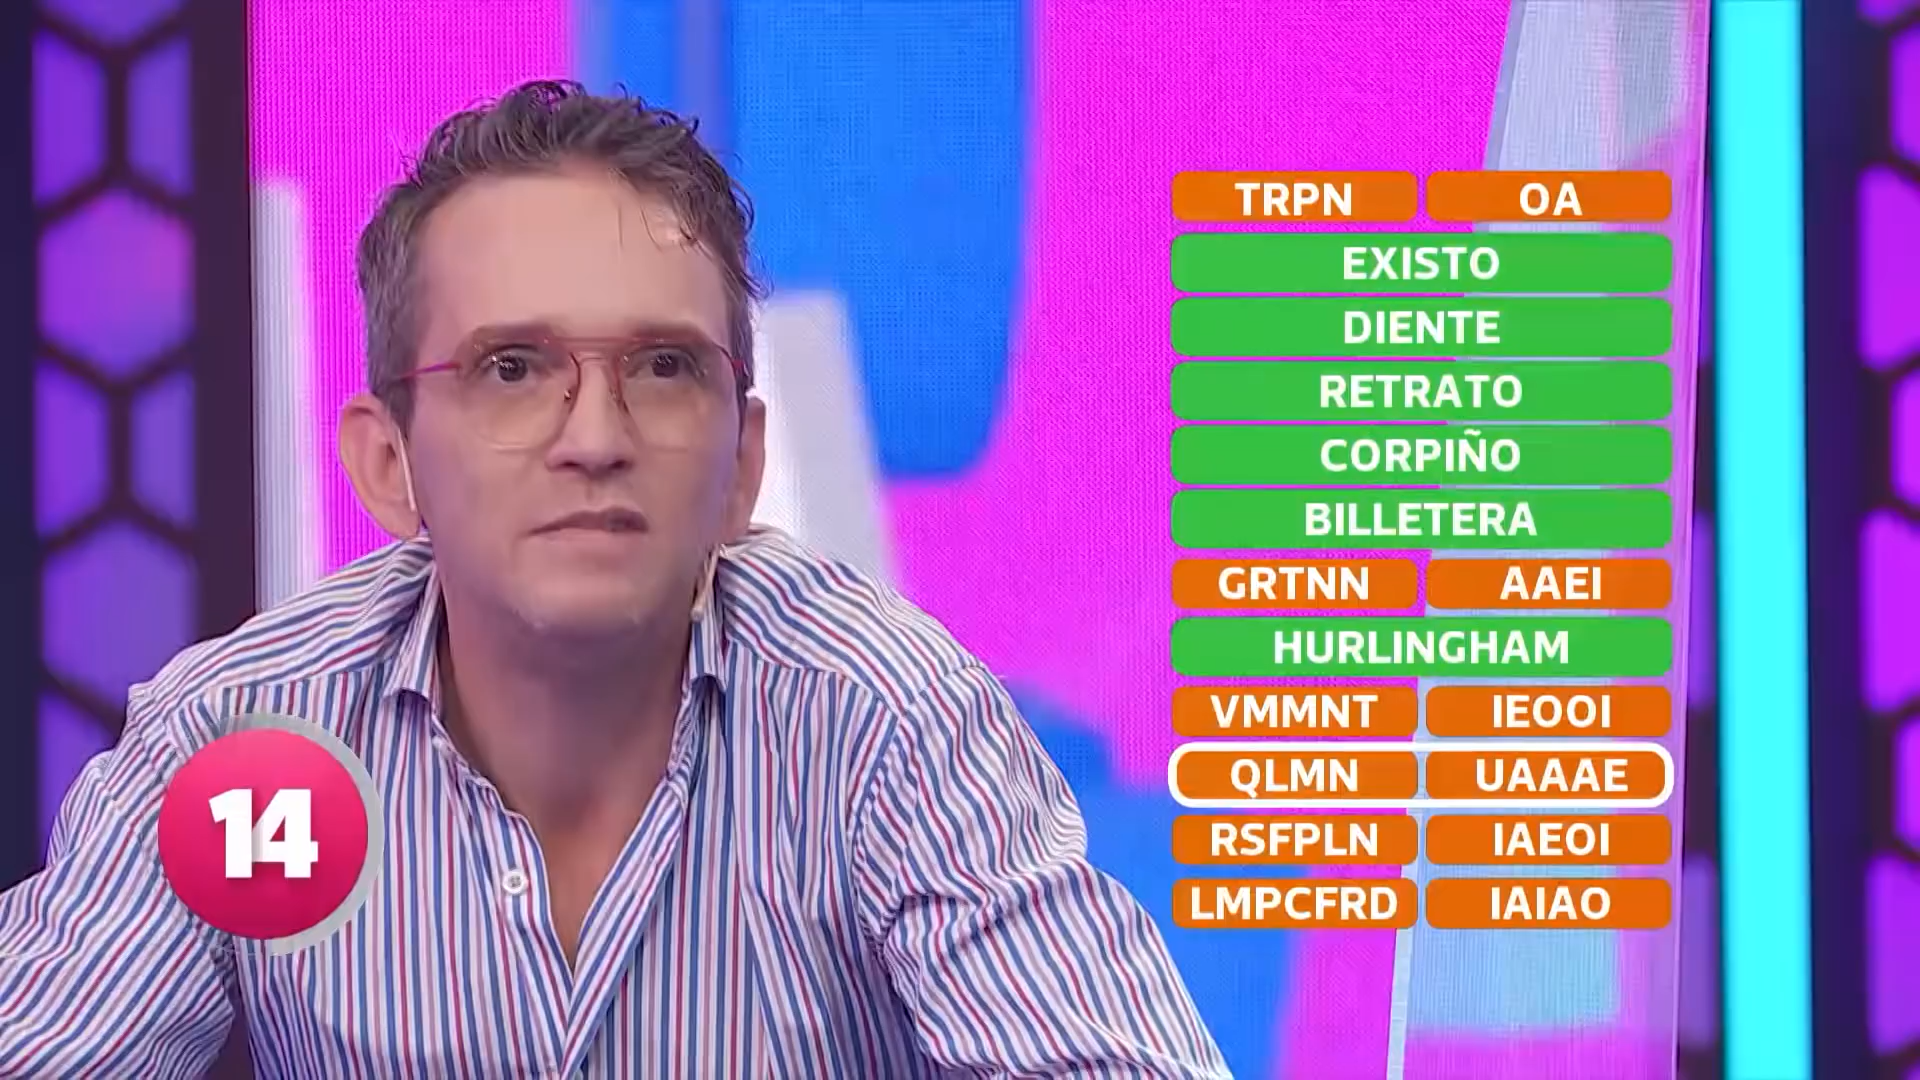 TRPN OA
EXISTO
DIENTE
RETRATO
CORPIÑO
BILLETERA
GRTNN AAEI
HURLINGHAM
VMMNT IEOOI
QLMN UAAAE
RSFPLN IAEOI
LMPCFRD IAIAO
14